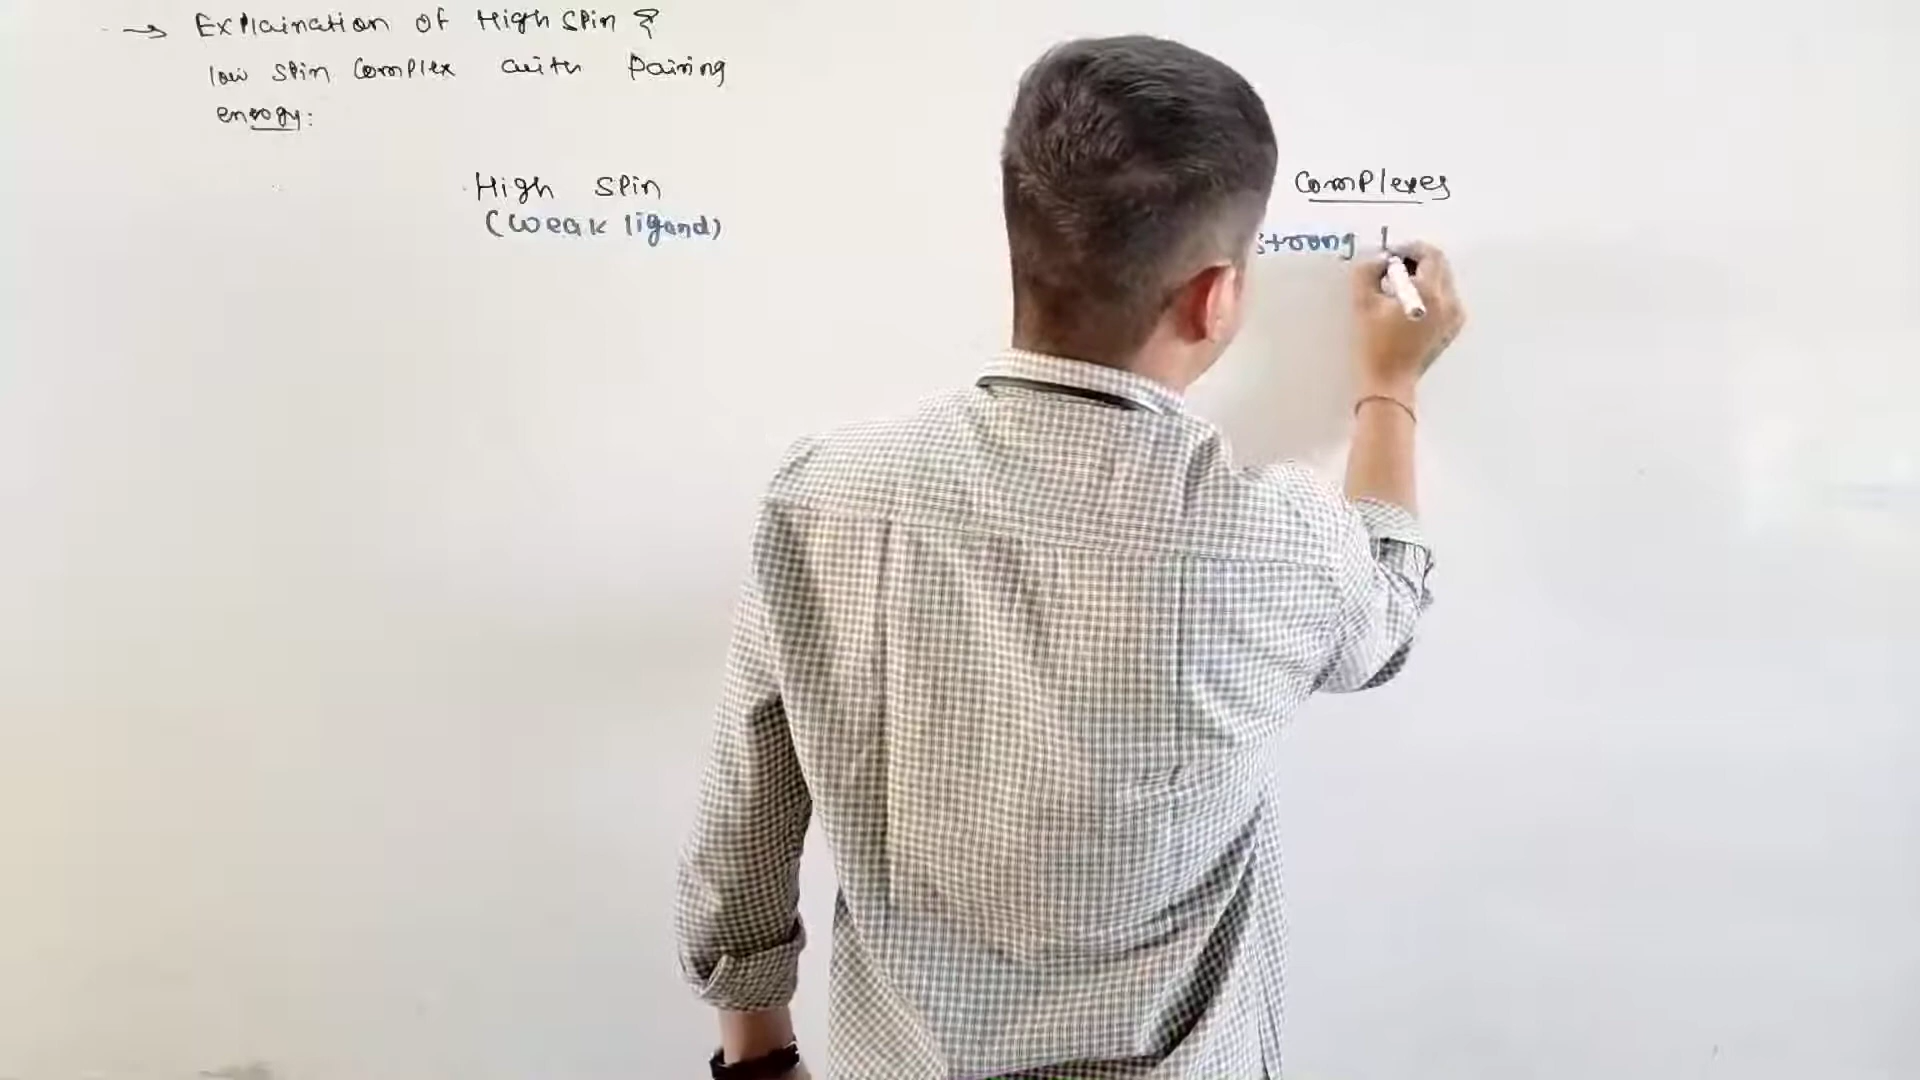 → Explaination of High spin &
low spin complex with pairing
energy:
High spin
(weak ligand)
Complexes
strong l